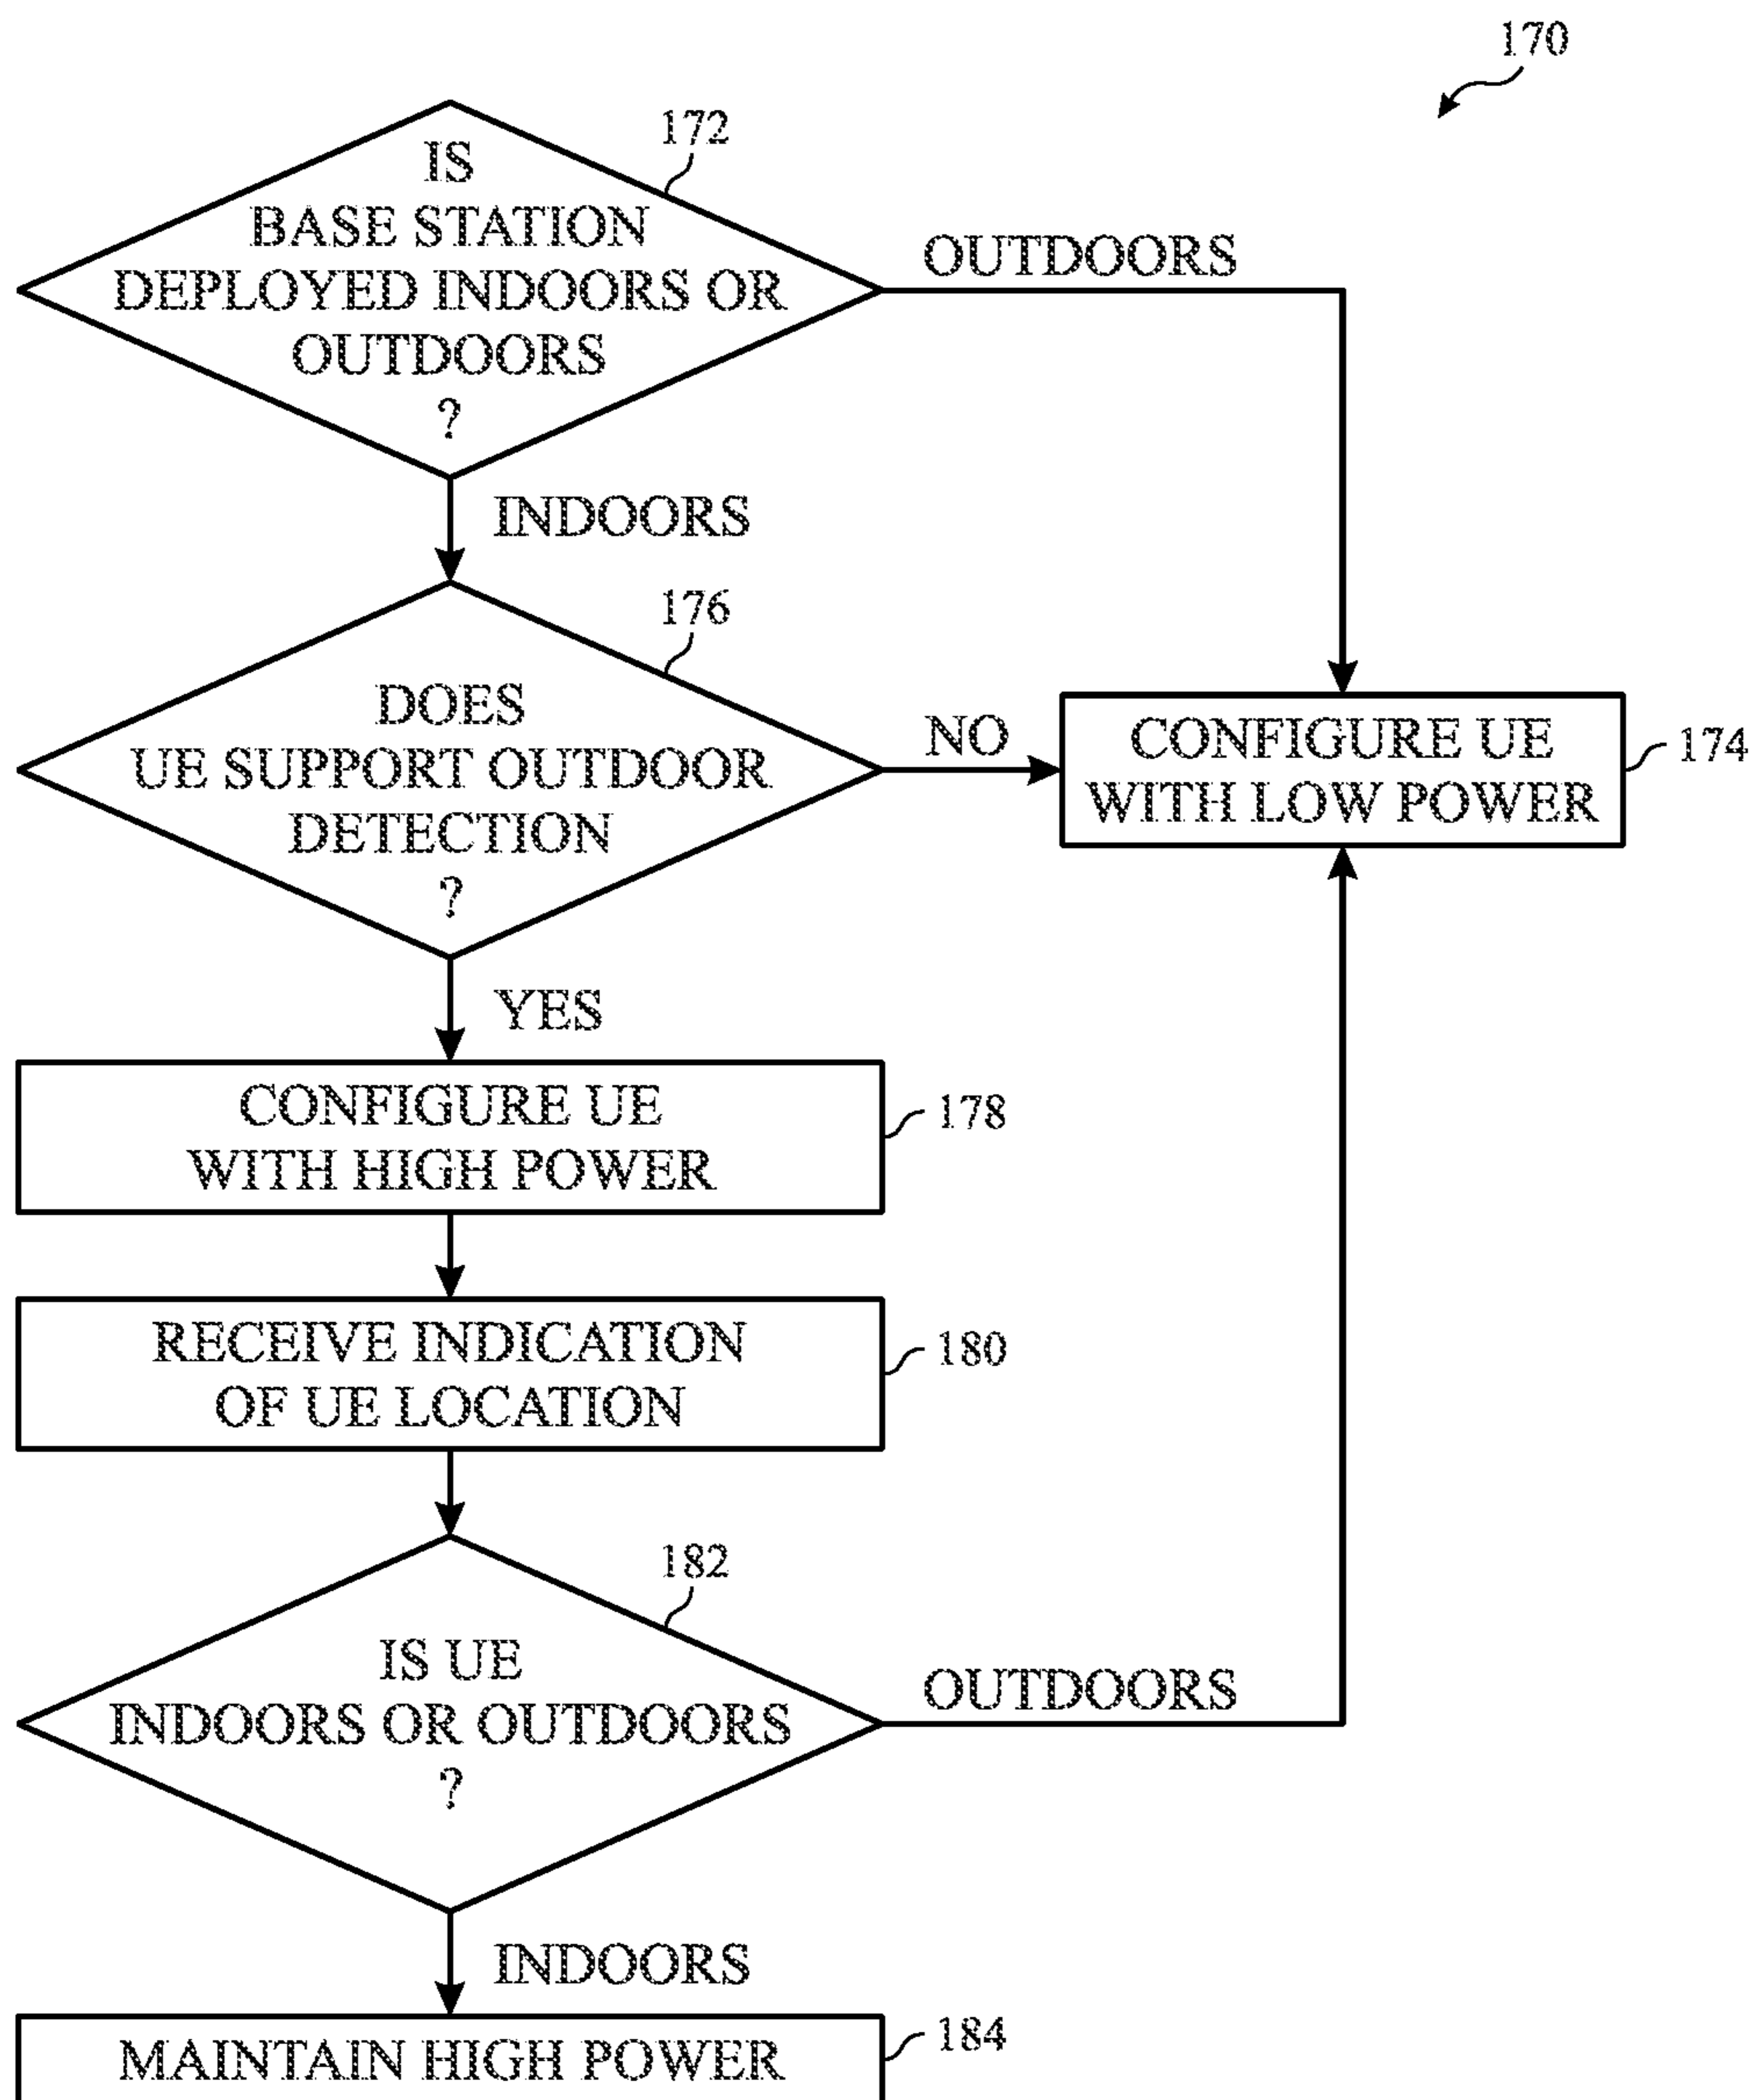 170
172
IS
BASE STATION
DEPLOYED INDOORS OR
OUTDOORS
?
OUTDOORS
INDOORS
176
DOES
UE SUPPORT OUTDOOR
DETECTION
?
NO
CONFIGURE UE
WITH LOW POWER
174
YES
CONFIGURE UE
WITH HIGH POWER
178
RECEIVE INDICATION
OF UE LOCATION
180
182
IS UE
INDOORS OR OUTDOORS
?
OUTDOORS
INDOORS
MAINTAIN HIGH POWER
184